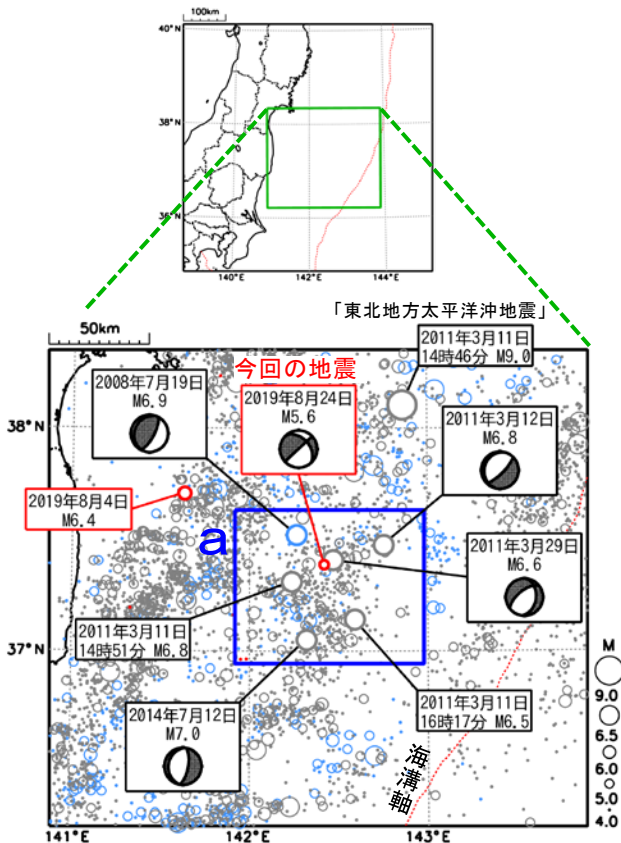 100km
40°N
38°N
36°N
140°E
142°E
144°E
「東北地方太平洋沖地震」
50km
2011年3月11日
14時46分 M9.0
今回の地震
2008年7月19日
M6.9
2019年8月24日
M5.6
2011年3月12日
M6.8
38°N
2019年8月4日
M6.4
a
2011年3月29日
M6.6
2011年3月11日
14時51分 M6.8
37°N
2014年7月12日
M7.0
2011年3月11日
16時17分 M6.5
海溝軸
M
9.0
6.5
6.0
5.0
4.0
141°E
142°E
143°E